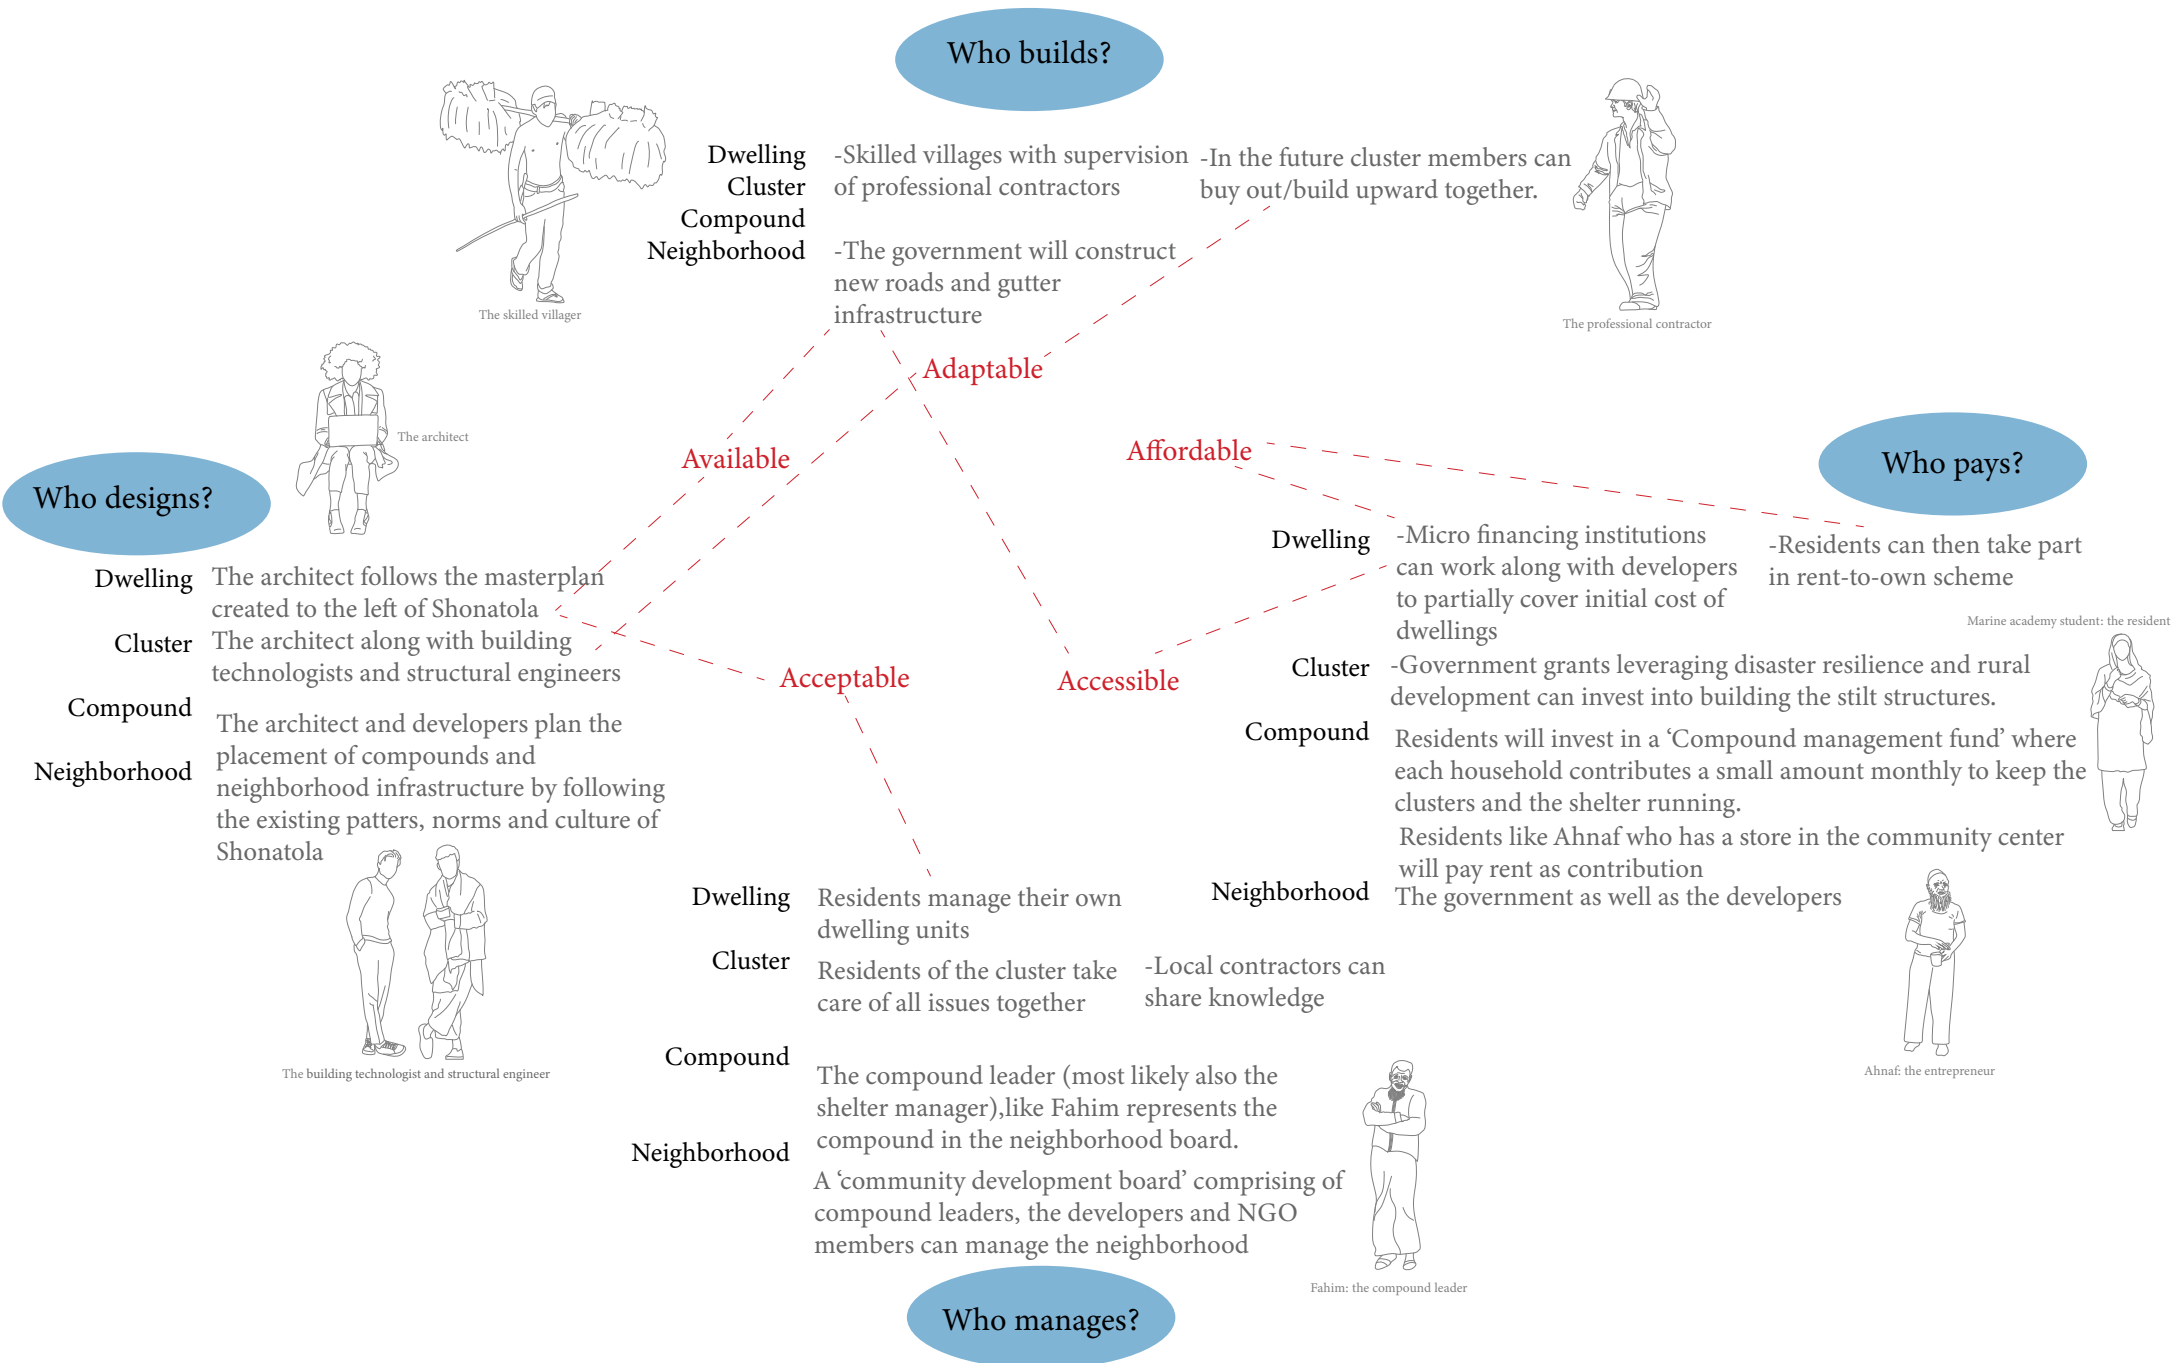 Who builds?
Dwelling
Cluster
Compound
Neighborhood
-Skilled villages with supervision
of professional contractors
-The government will construct
new roads and gutter
infrastructure
-In the future cluster members can
buy out/build upward together.
The skilled villager
The professional contractor
Adaptable
Available
Affordable
Acceptable
Accessible
The architect
Who designs?
Dwelling
The architect follows the masterplan
created to the left of Shonatola
Cluster
The architect along with building
technologists and structural engineers
Compound
Neighborhood
The architect and developers plan the
placement of compounds and
neighborhood infrastructure by following
the existing patters, norms and culture of
Shonatola
The building technologist and structural engineer
Who pays?
Dwelling
-Micro financing institutions
can work along with developers
to partially cover initial cost of
dwellings
-Residents can then take part
in rent-to-own scheme
Marine academy student: the resident
Cluster
-Government grants leveraging disaster resilience and rural
development can invest into building the stilt structures.
Compound
Residents will invest in a ‘Compound management fund’ where
each household contributes a small amount monthly to keep the
clusters and the shelter running.
Residents like Ahnaf who has a store in the community center
will pay rent as contribution
Neighborhood
The government as well as the developers
Ahnaf: the entrepreneur
Dwelling
Residents manage their own
dwelling units
Cluster
Residents of the cluster take
care of all issues together
-Local contractors can
share knowledge
Compound
The compound leader (most likely also the
shelter manager),like Fahim represents the
compound in the neighborhood board.
Neighborhood
A ‘community development board’ comprising of
compound leaders, the developers and NGO
members can manage the neighborhood
Fahim: the compound leader
Who manages?